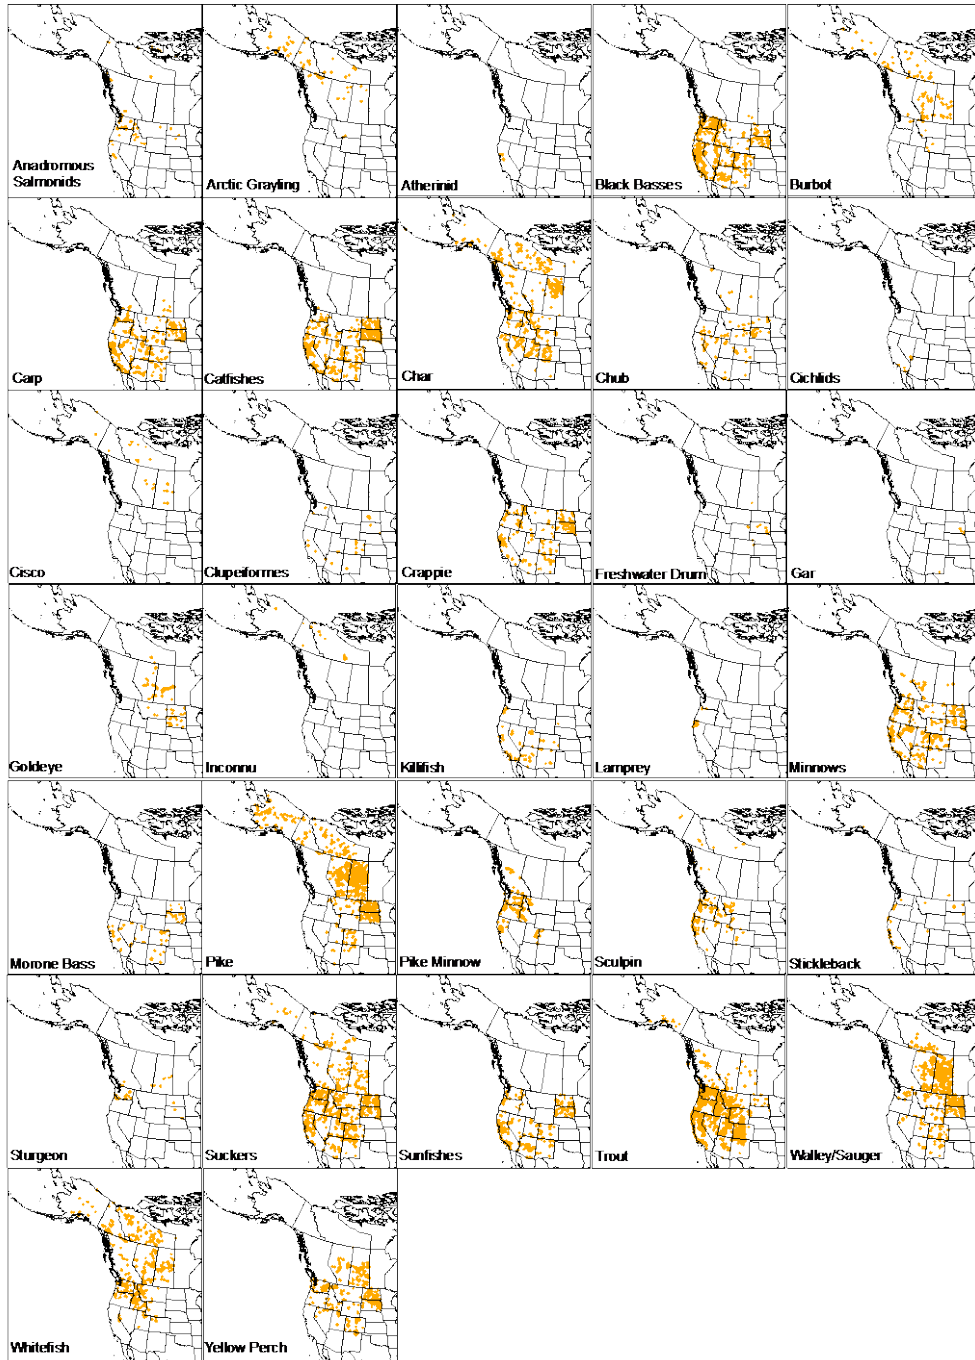 Anadromous
Salmonids
Arctic Grayling
Atherinid
Black Basses
Burbot
Carp
Catfishes
Char
Chub
Cichlids
Cisco
Clupeiformes
Crappie
Freshwater Drum
Gar
Goldeye
Inconnu
Killifish
Lamprey
Minnows
Morone Bass
Pike
Pike Minnow
Sculpin
Stickleback
Sturgeon
Suckers
Sunfishes
Trout
Walley/Sauger
Whitefish
Yellow Perch